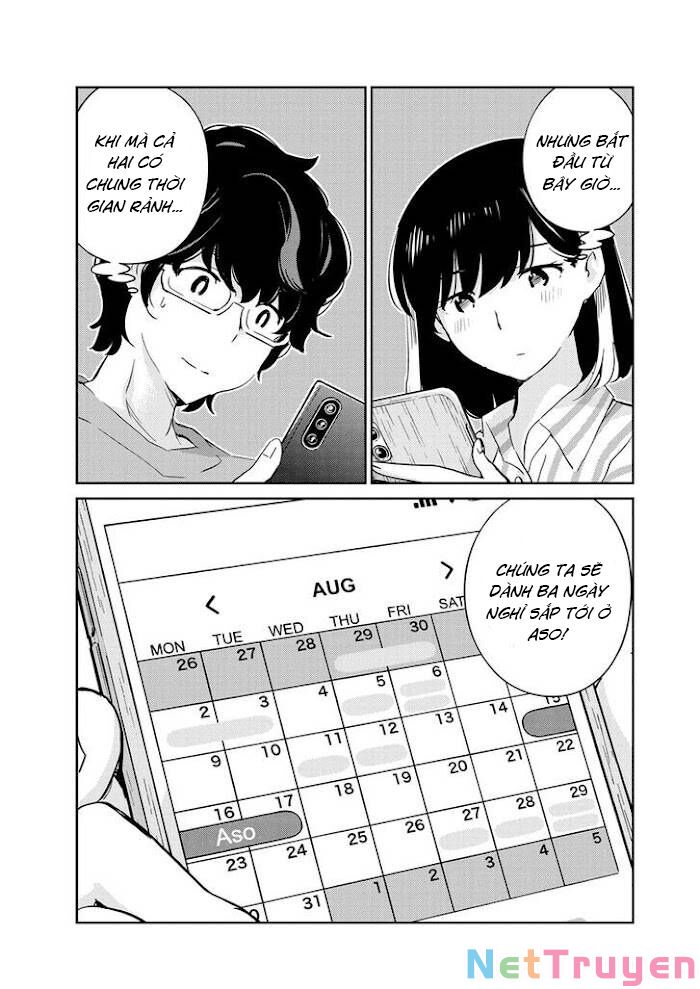 KHI MÀ CẢ
HAI CÓ
CHUNG THỜI
GIAN RẢNH...
NHƯNG BẮT
ĐẦU TỪ
BÂY GIỜ...
CHÚNG TA SẼ
DÀNH BA NGÀY
NGHỈ SẮP TỚI Ở
ASO!
< AUG >
MON TUE WED THU FRI SAT
26 27 28 29 30
2 3 4 5 6
9 10 11 12 13 14 15
16 17 19 20 21 22
Aso
23 24 25 26 27 28 29
31 1 2 3 4 5
NetTruyen